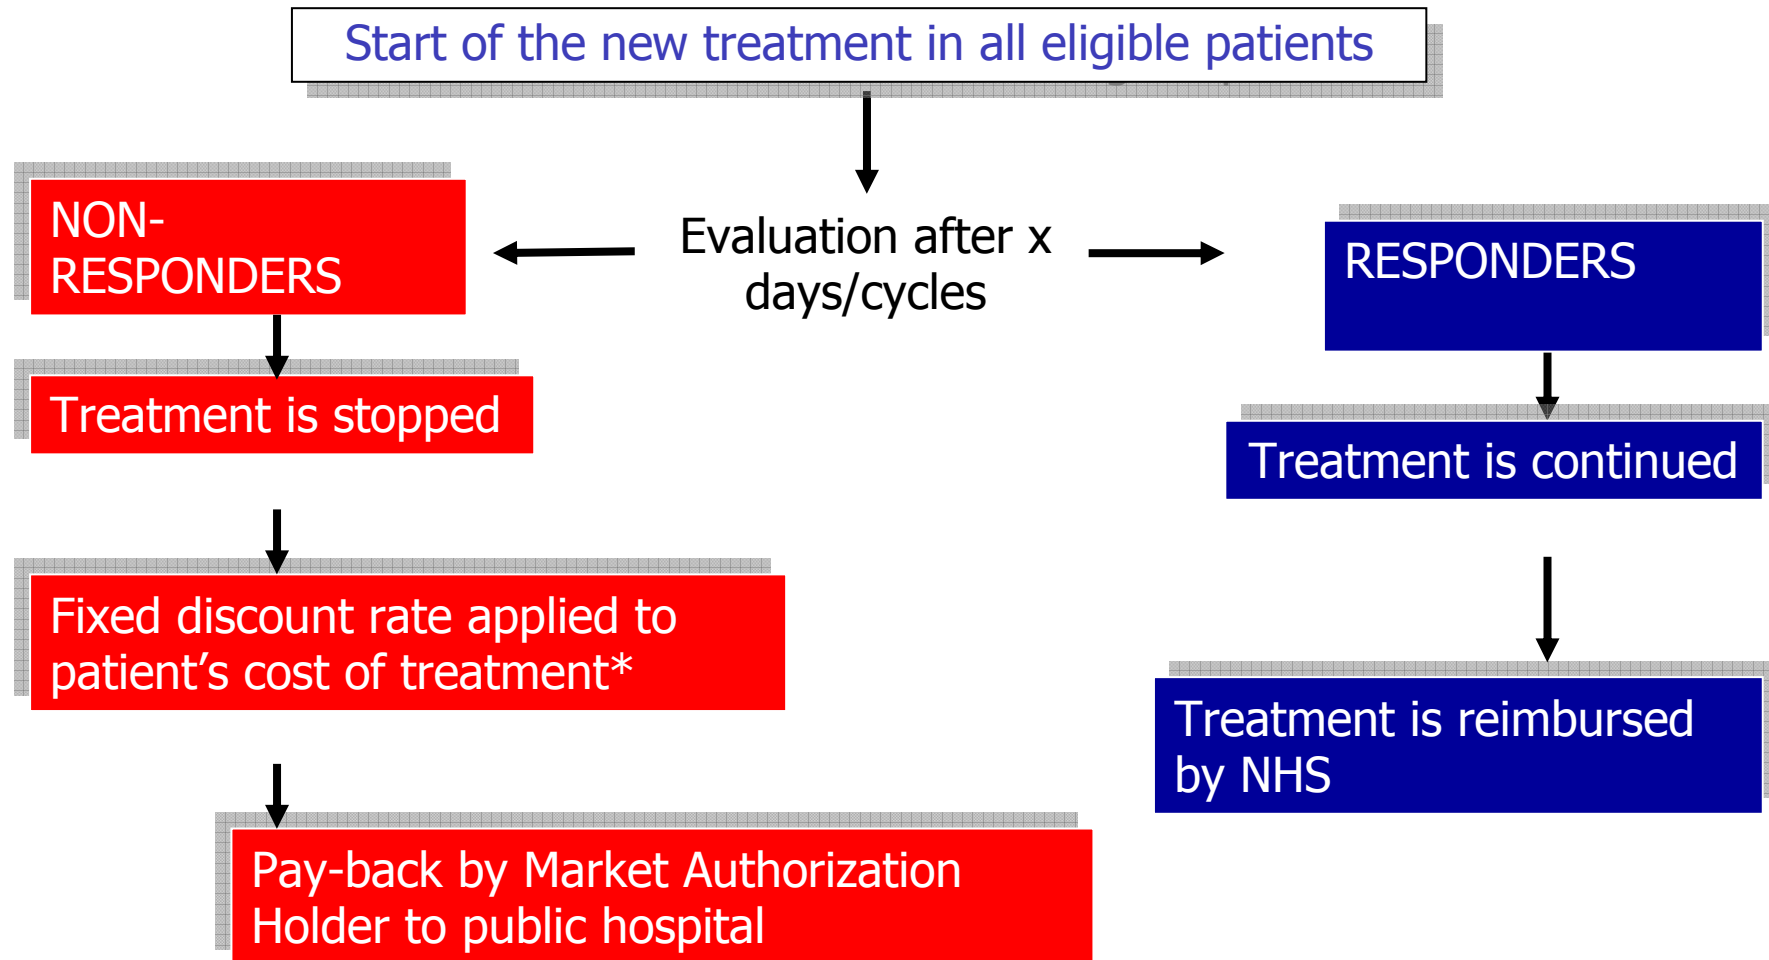 Start of the new treatment in all eligible patients
NON-
RESPONDERS
Evaluation after x
days/cycles
RESPONDERS
Treatment is stopped
Treatment is continued
Fixed discount rate applied to
patient’s cost of treatment*
Treatment is reimbursed
by NHS
Pay-back by Market Authorization
Holder to public hospital